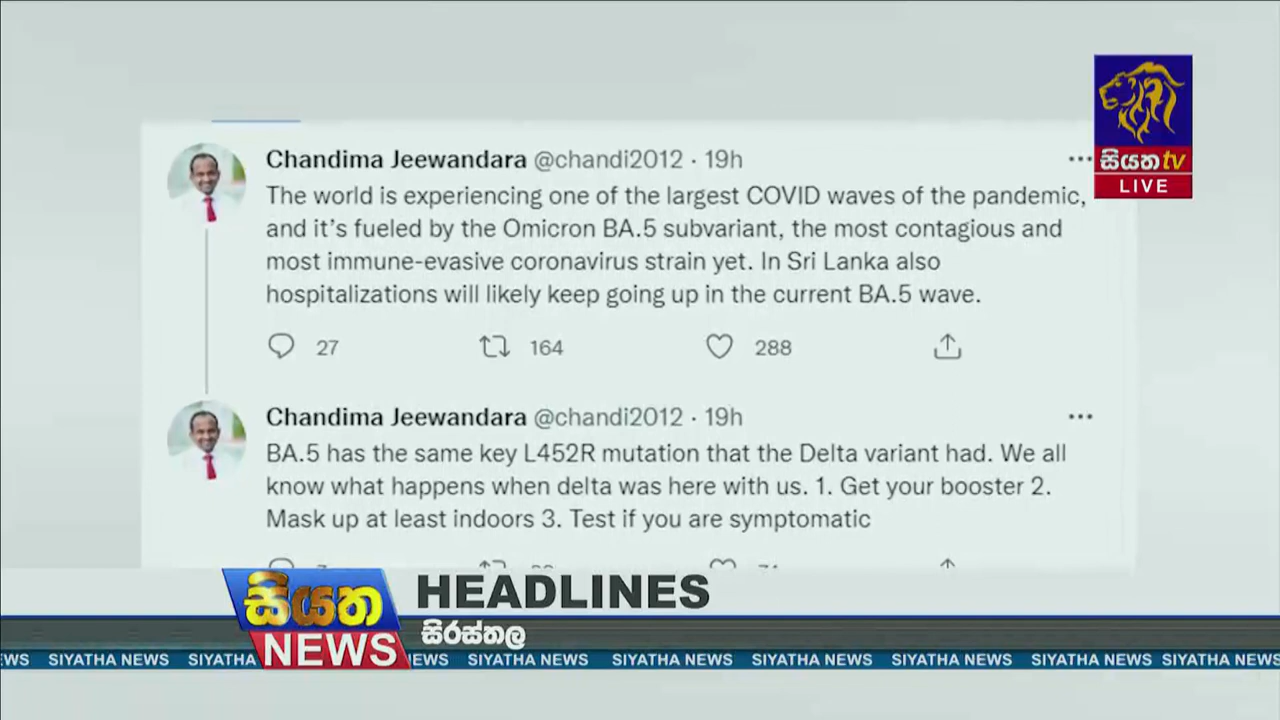 Chandima Jeewandara @chandi2012 · 19h
The world is experiencing one of the largest COVID waves of the pandemic,
and it's fueled by the Omicron BA.5 subvariant, the most contagious and
most immune-evasive coronavirus strain yet. In Sri Lanka also
hospitalizations will likely keep going up in the current BA.5 wave.
27 164 288
Chandima Jeewandara @chandi2012 · 19h
BA.5 has the same key L452R mutation that the Delta variant had. We all
know what happens when delta was here with us. 1. Get your booster 2.
Mask up at least indoors 3. Test if you are symptomatic
සියත tv
LIVE
සියත
NEWS
HEADLINES
සිරස්තල
EWS SIYATHA NEWS SIYATHA EWS SIYATHA NEWS SIYATHA NEWS SIYATHA NEWS SIYATHA NEWS SIYATHA NEWS SIYATHA NEWS